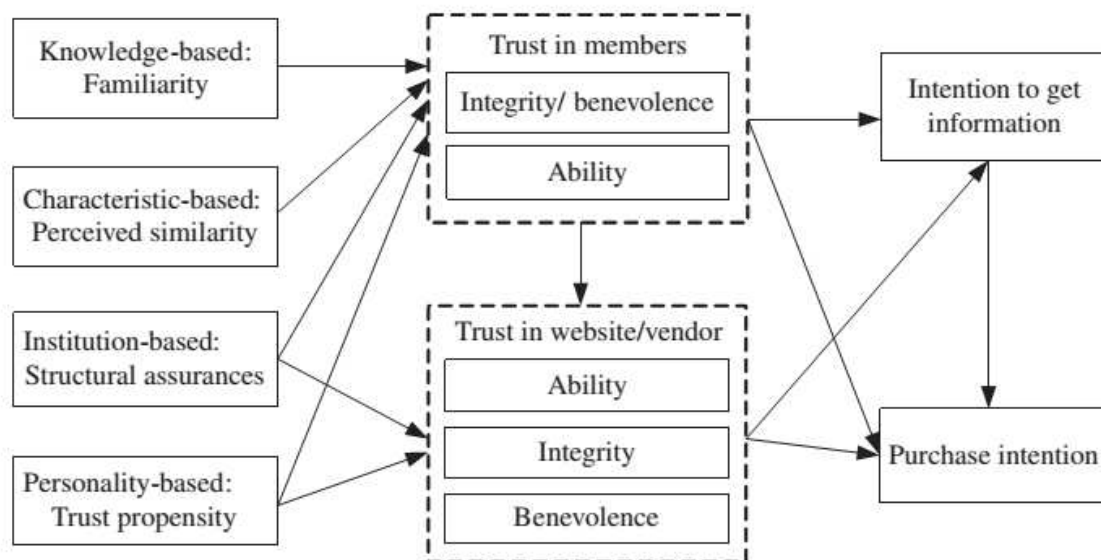 Knowledge-based:
Familiarity
Characteristic-based:
Perceived similarity
Institution-based:
Structural assurances
Personality-based:
Trust propensity
Trust in members
Integrity/ benevolence
Ability
Trust in website/vendor
Ability
Integrity
Benevolence
Intention to get
information
Purchase intention